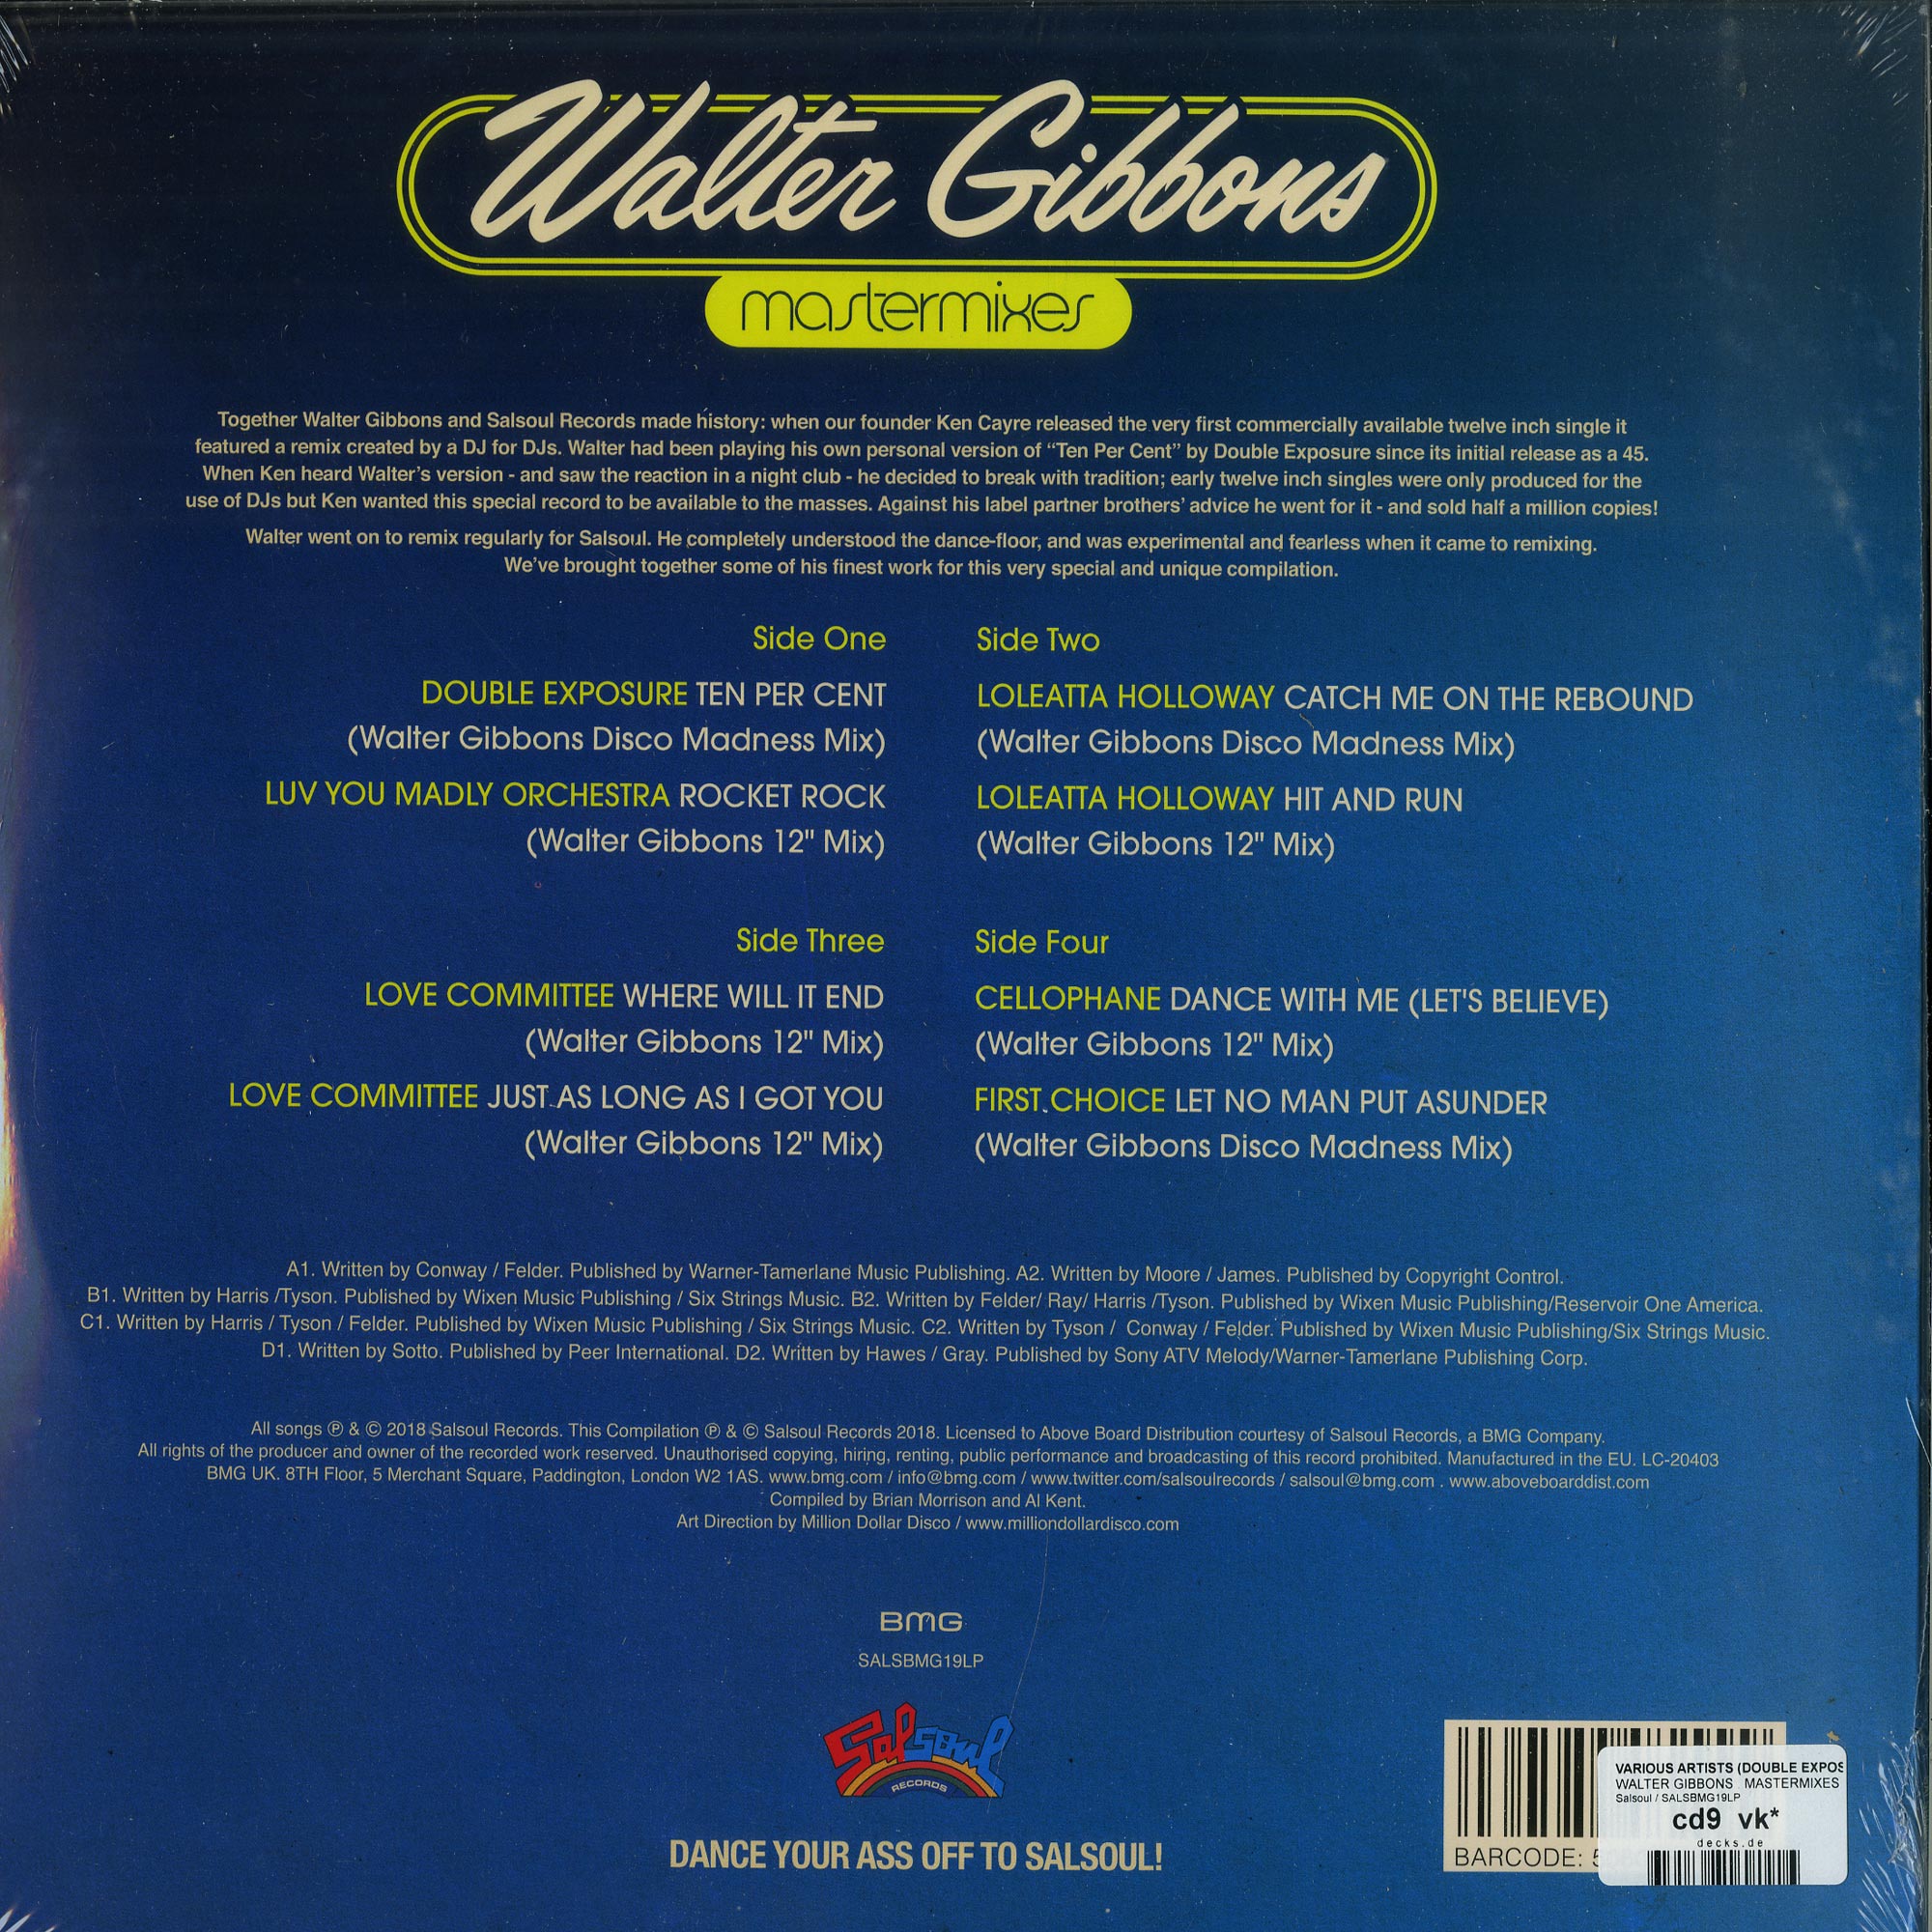 Walter Gibbons
mastermixes
Together Walter Gibbons and Salsoul Records made history: when our founder Ken Cayre released the very first commercially available twelve inch single it
featured a remix created by a DJ for DJs. Walter had been playing his own personal version of “Ten Per Cent” by Double Exposure since its initial release as a 45.
When Ken heard Walter’s version - and saw the reaction in a night club - he decided to break with tradition; early twelve inch singles were only produced for the
use of DJs but Ken wanted this special record to be available to the masses. Against his label partner brothers’ advice he went for it - and sold half a million copies!
Walter went on to remix regularly for Salsoul. He completely understood the dance-floor, and was experimental and fearless when it came to remixing.
We’ve brought together some of his finest work for this very special and unique compilation.
Side One
DOUBLE EXPOSURE TEN PER CENT
(Walter Gibbons Disco Madness Mix)
LUV YOU MADLY ORCHESTRA ROCKET ROCK
(Walter Gibbons 12" Mix)
Side Two
LOLEATTA HOLLOWAY CATCH ME ON THE REBOUND
(Walter Gibbons Disco Madness Mix)
LOLEATTA HOLLOWAY HIT AND RUN
(Walter Gibbons 12" Mix)
Side Three
LOVE COMMITTEE WHERE WILL IT END
(Walter Gibbons 12" Mix)
LOVE COMMITTEE JUST AS LONG AS I GOT YOU
(Walter Gibbons 12" Mix)
Side Four
CELLOPHANE DANCE WITH ME (LET'S BELIEVE)
(Walter Gibbons 12" Mix)
FIRST CHOICE LET NO MAN PUT ASUNDER
(Walter Gibbons Disco Madness Mix)
A1. Written by Conway / Felder. Published by Warner-Tamerlane Music Publishing. A2. Written by Moore / James. Published by Copyright Control.
B1. Written by Harris /Tyson. Published by Wixen Music Publishing / Six Strings Music. B2. Written by Felder/ Ray/ Harris /Tyson. Published by Wixen Music Publishing/Reservoir One America.
C1. Written by Harris / Tyson / Felder. Published by Wixen Music Publishing / Six Strings Music. C2. Written by Tyson / Conway / Felder. Published by Wixen Music Publishing/Six Strings Music.
D1. Written by Sotto. Published by Peer International. D2. Written by Hawes / Gray. Published by Sony ATV Melody/Warner-Tamerlane Publishing Corp.
All songs ℗ & © 2018 Salsoul Records. This Compilation ℗ & © Salsoul Records 2018. Licensed to Above Board Distribution courtesy of Salsoul Records, a BMG Company.
All rights of the producer and owner of the recorded work reserved. Unauthorised copying, hiring, renting, public performance and broadcasting of this record prohibited. Manufactured in the EU. LC-20403
BMG UK. 8TH Floor, 5 Merchant Square, Paddington, London W2 1AS. www.bmg.com / info@bmg.com / www.twitter.com/salsoulrecords / salsoul@bmg.com . www.aboveboarddist.com
Compiled by Brian Morrison and Al Kent.
Art Direction by Million Dollar Disco / www.milliondollardisco.com
BMG
SALSBMG19LP
Salsoul
RECORDS
DANCE YOUR ASS OFF TO SALSOUL!
BARCODE: 5
VARIOUS ARTISTS (DOUBLE EXPOS
WALTER GIBBONS MASTERMIXES
Salsoul / SALSBMG19LP
cd9 vk*
decks.de